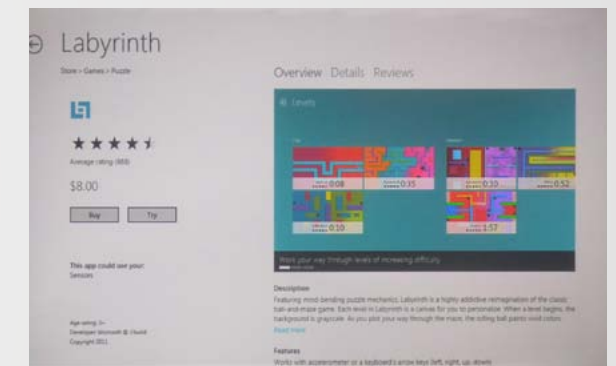 Labyrinth
Store > Games > Puzzle
Overview Details Reviews
Levels
Average rating
$8.00
0:08
0:35
0:30
0:52
0:10
1:57
Buy Try
Work your way through levels of increasing difficulty
This app could use your:
Sensors
Description
Featuring mind-bending puzzle mechanics, Labyrinth is a highly addictive reimagination of the classic
ball-and-maze game. Each level in Labyrinth is a canvas for you to personalize. When a level begins, the
background is grayscale. As you plot your way through the maze, the rolling ball paints vivid colors.
Read more
Age rating:
Developer: Microsoft @ //build
Copyright 2011
Features
Works with accelerometer or a keyboard's arrow keys (left, right, up, down)